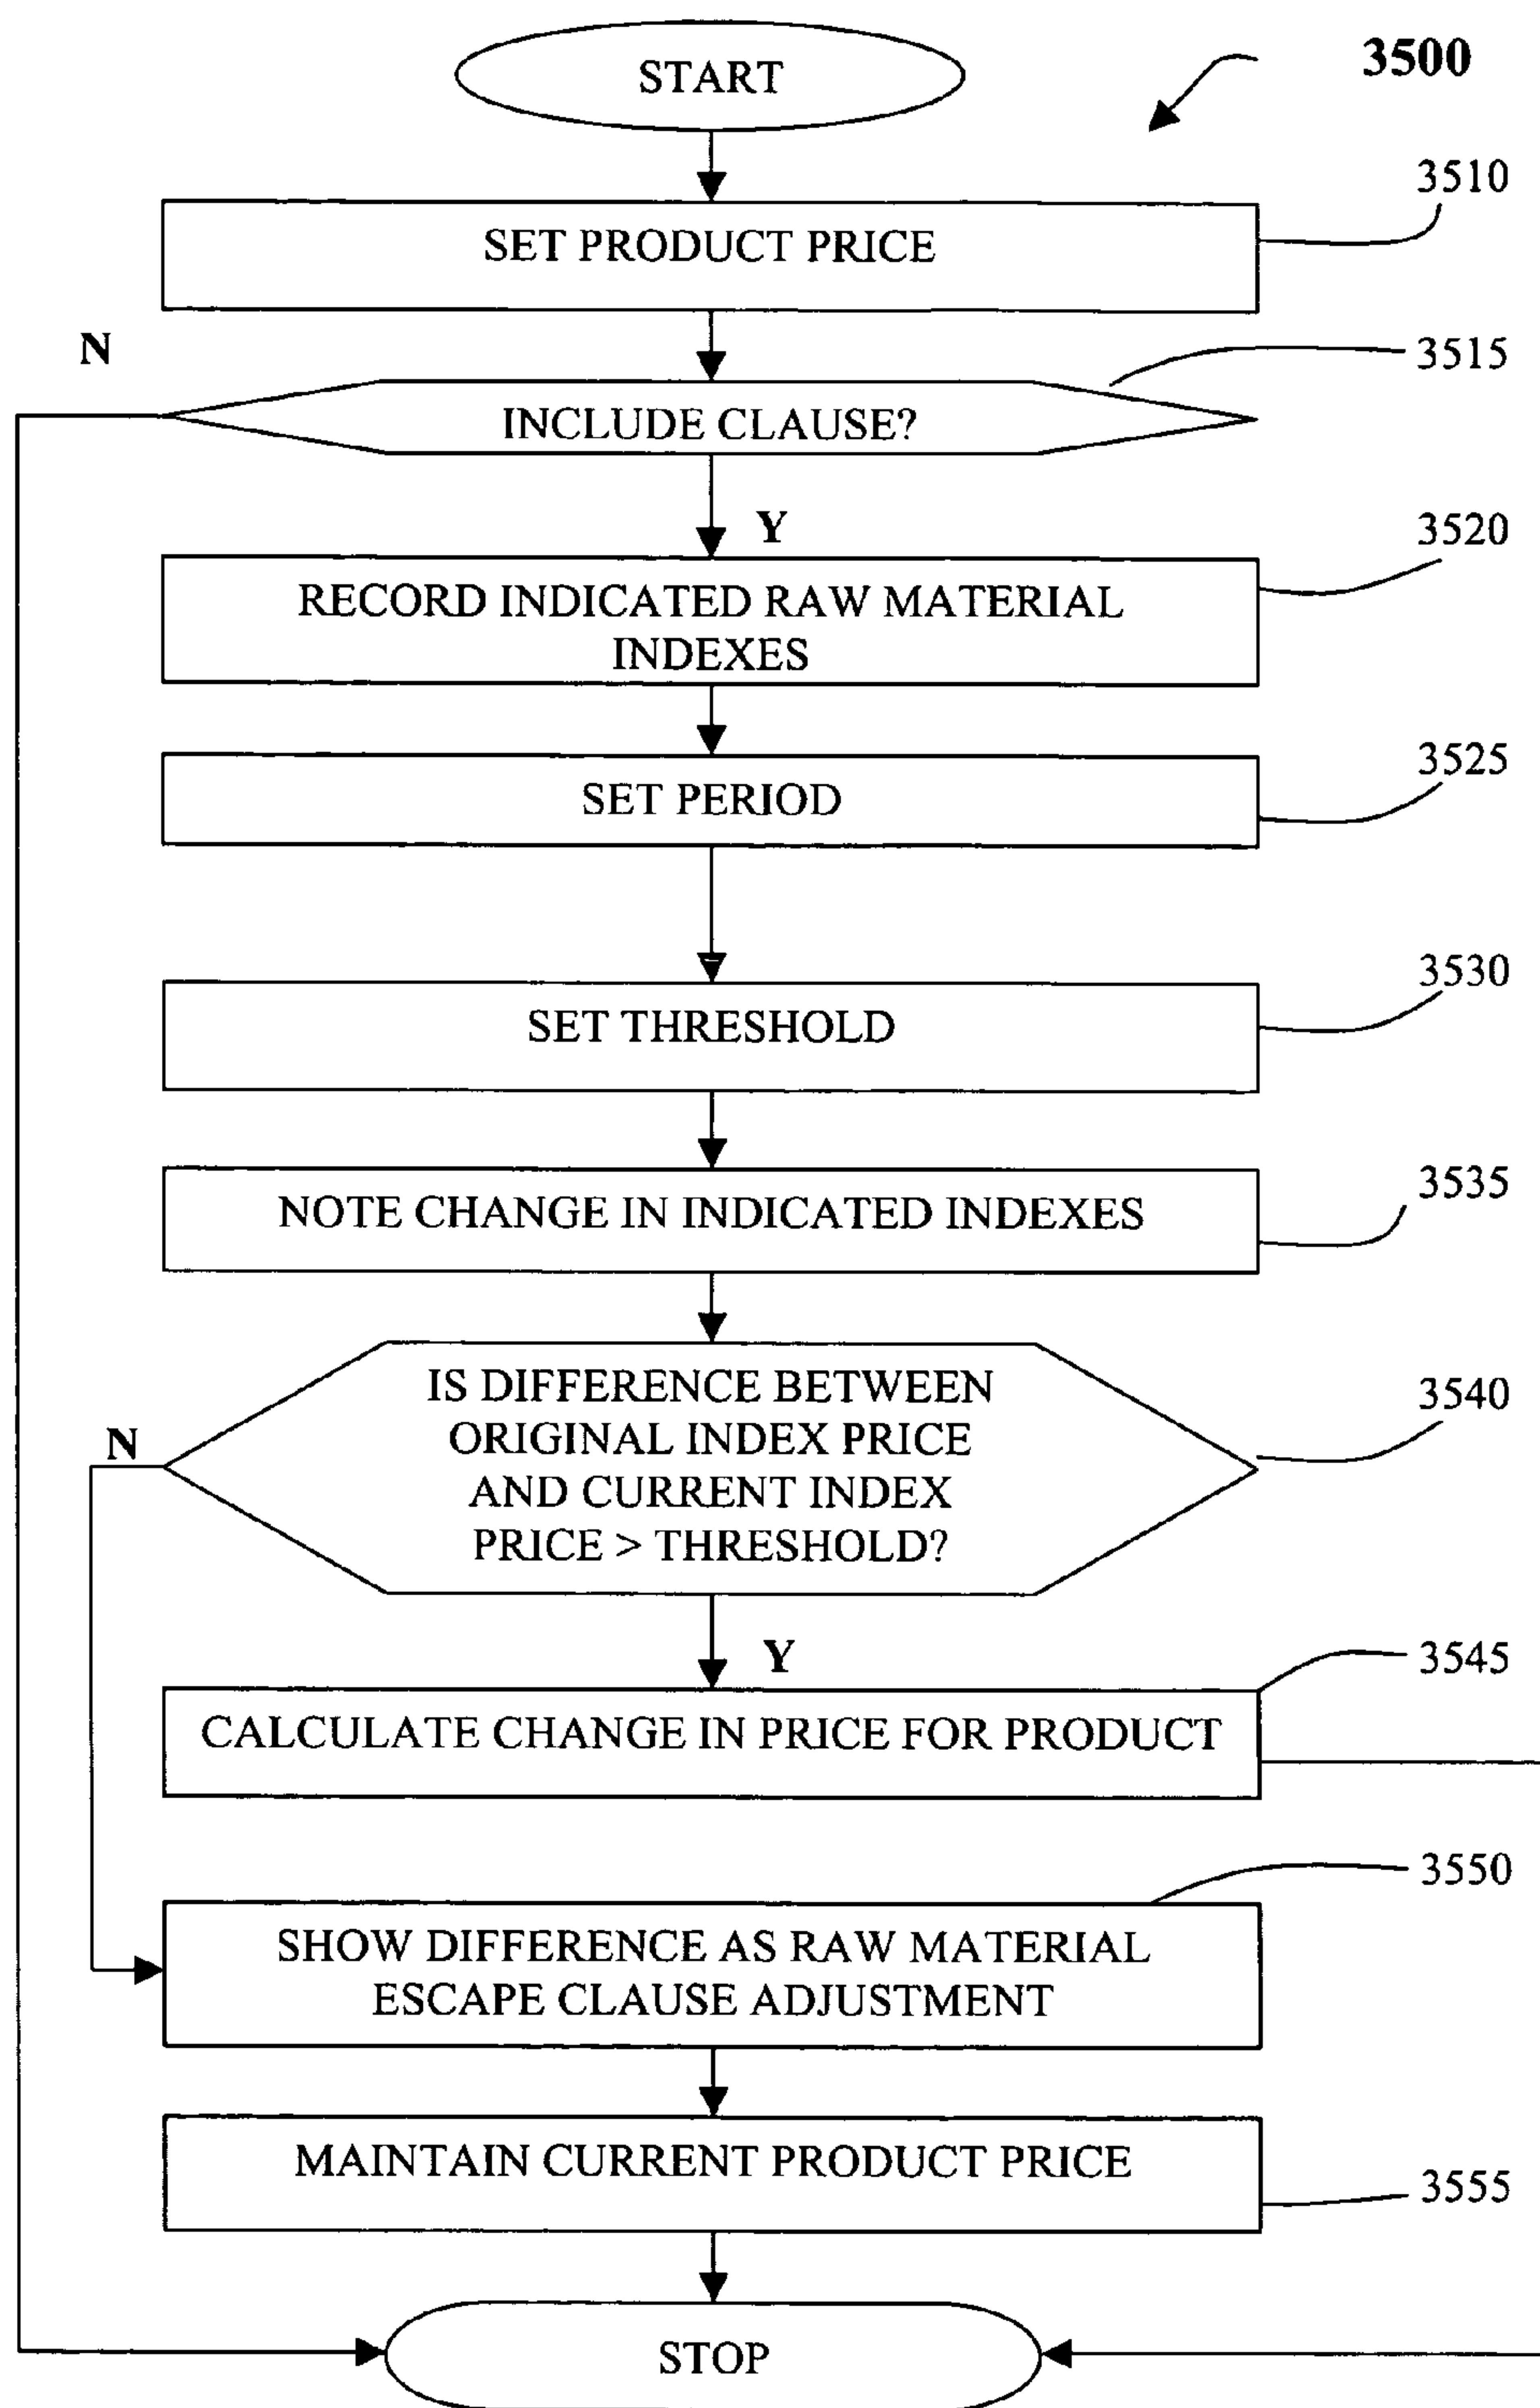 START
3500
3510
SET PRODUCT PRICE
N
3515
INCLUDE CLAUSE?
Y
3520
RECORD INDICATED RAW MATERIAL
INDEXES
3525
SET PERIOD
3530
SET THRESHOLD
3535
NOTE CHANGE IN INDICATED INDEXES
IS DIFFERENCE BETWEEN
ORIGINAL INDEX PRICE
AND CURRENT INDEX
PRICE > THRESHOLD?
3540
N
Y
3545
CALCULATE CHANGE IN PRICE FOR PRODUCT
3550
SHOW DIFFERENCE AS RAW MATERIAL
ESCAPE CLAUSE ADJUSTMENT
MAINTAIN CURRENT PRODUCT PRICE
3555
STOP